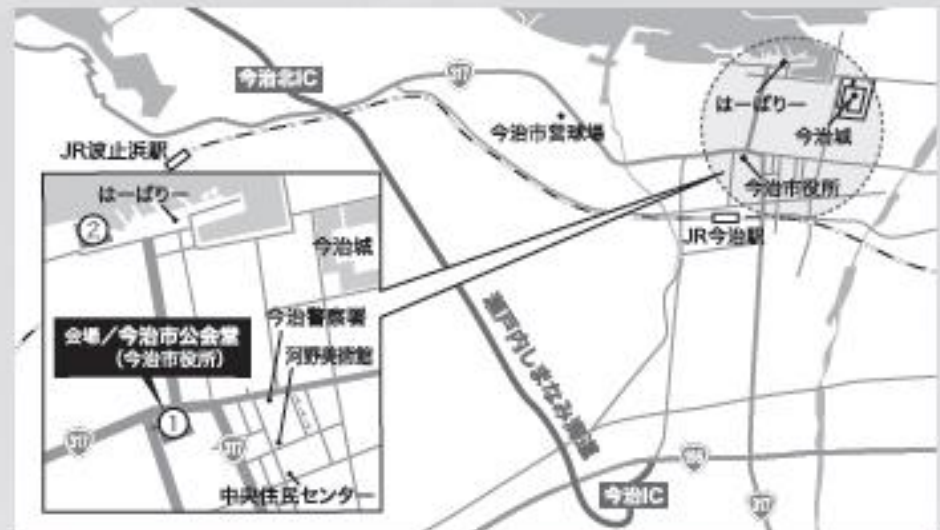 今治北IC
317
はーばりー
今治城
今治市営球場
JR波止浜駅
今治市役所
JR今治駅
はーばりー
②
今治城
今治警察署
会場／今治市公会堂
(今治市役所)
河野美術館
①
317
317
中央住民センター
瀬戸内しまなみ海道
今治IC
196
317